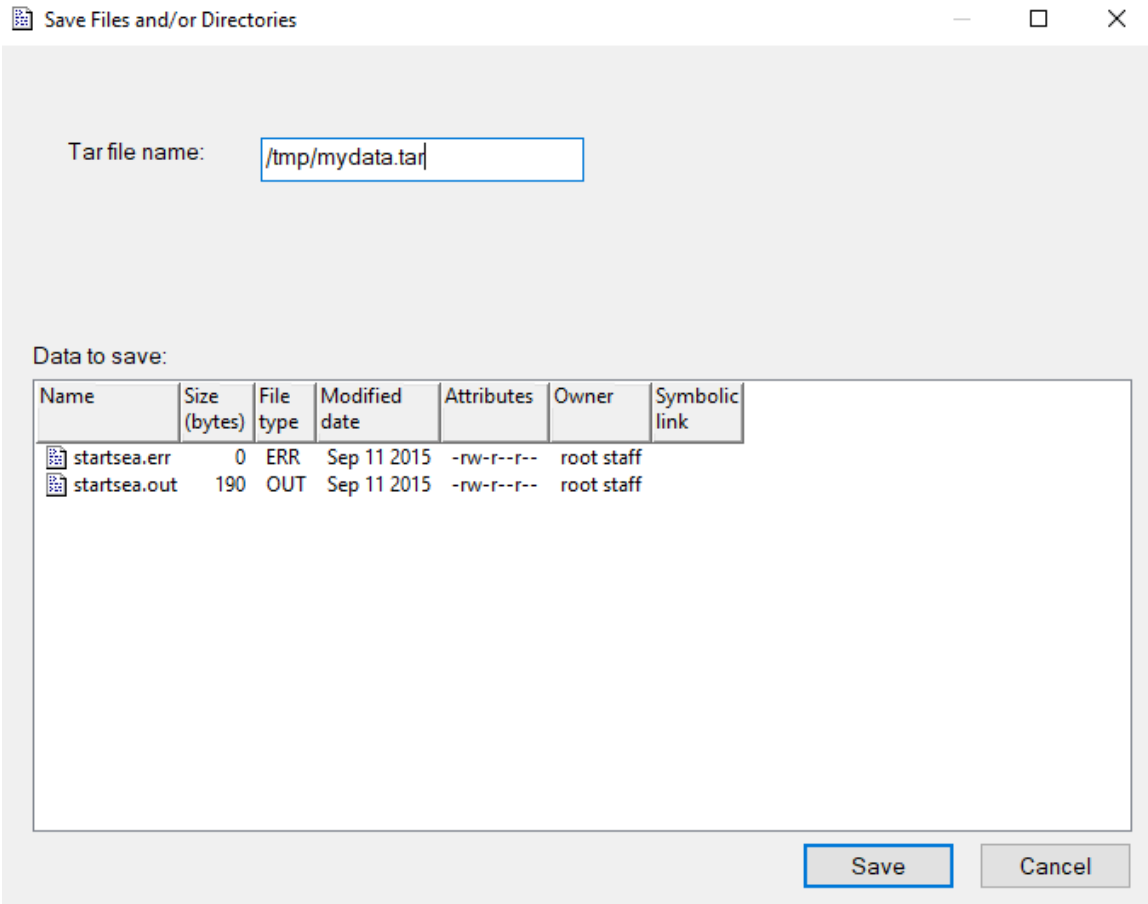 Save Files and/or Directories
Tar file name: /tmp/mydata.tar
Data to save:
Name Size (bytes) File type Modified date Attributes Owner Symbolic link
startsea.err 0 ERR Sep 11 2015 -rw-r--r-- root staff
startsea.out 190 OUT Sep 11 2015 -rw-r--r-- root staff
Save Cancel